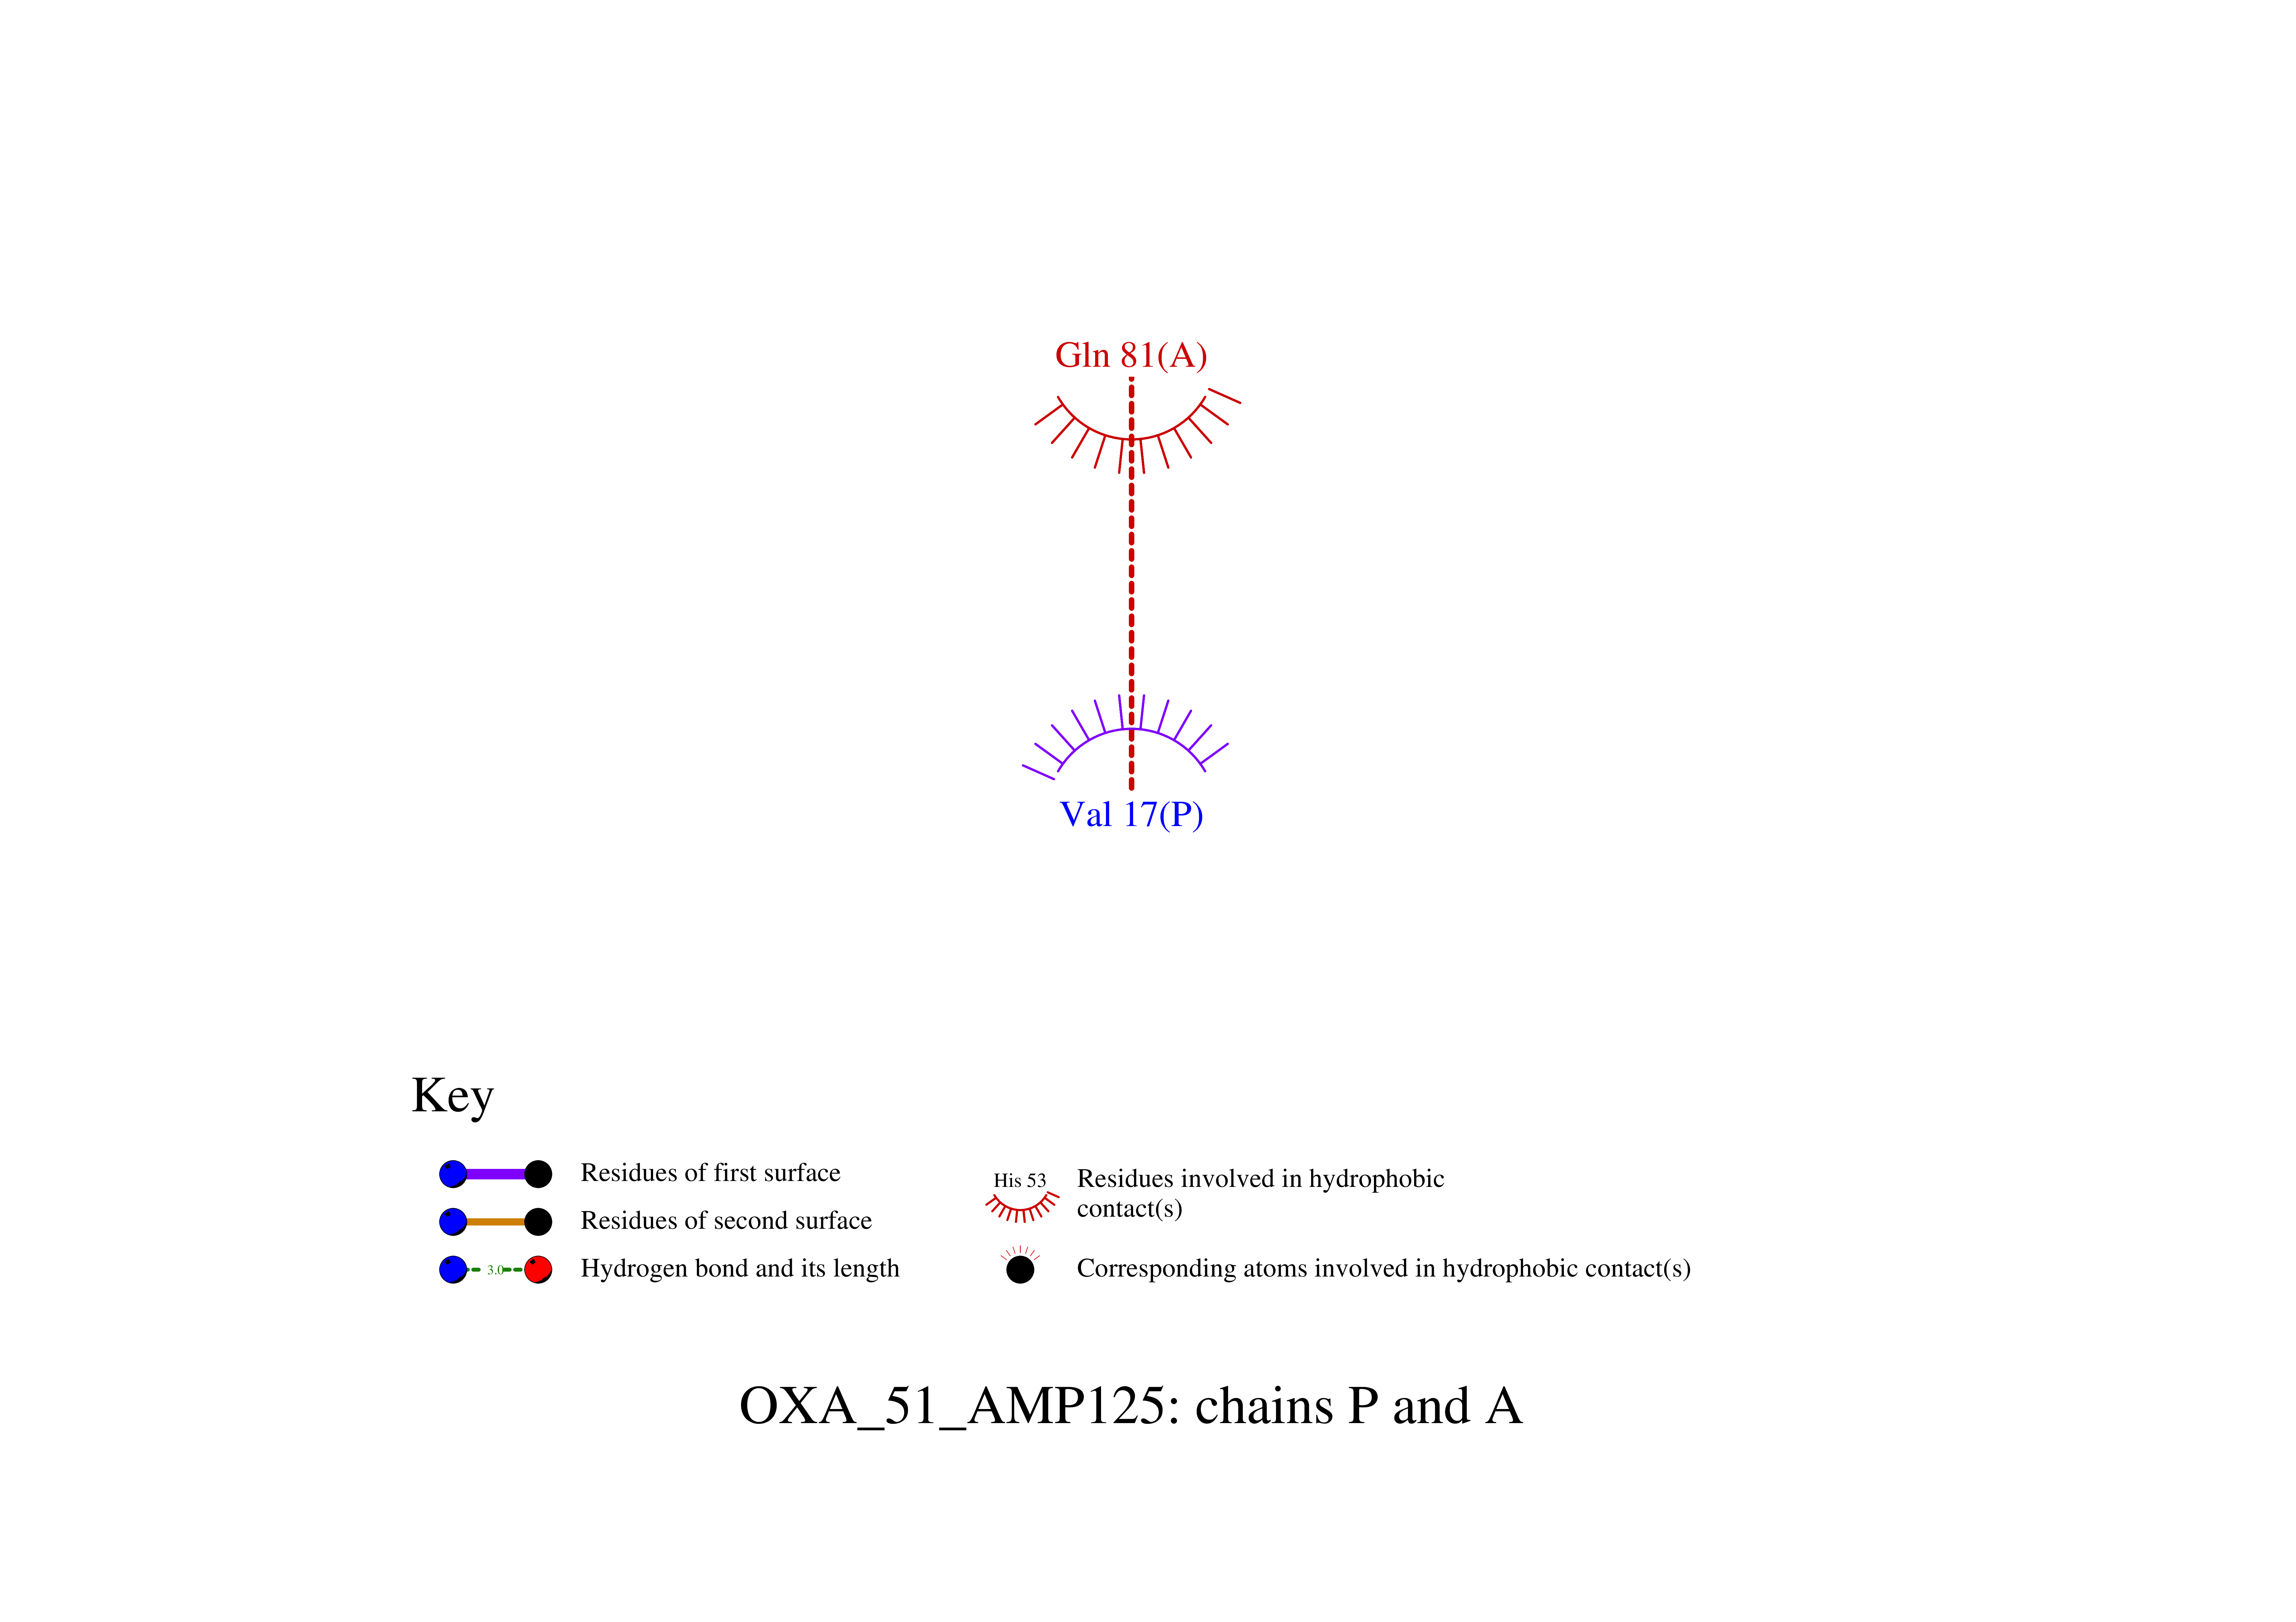 Gln 81(A)
Val 17(P)
Key
Residues of first surface
Residues of second surface
3.0
Hydrogen bond and its length
His 53
Residues involved in hydrophobic
contact(s)
Corresponding atoms involved in hydrophobic contact(s)
OXA_51_AMP125: chains P and A